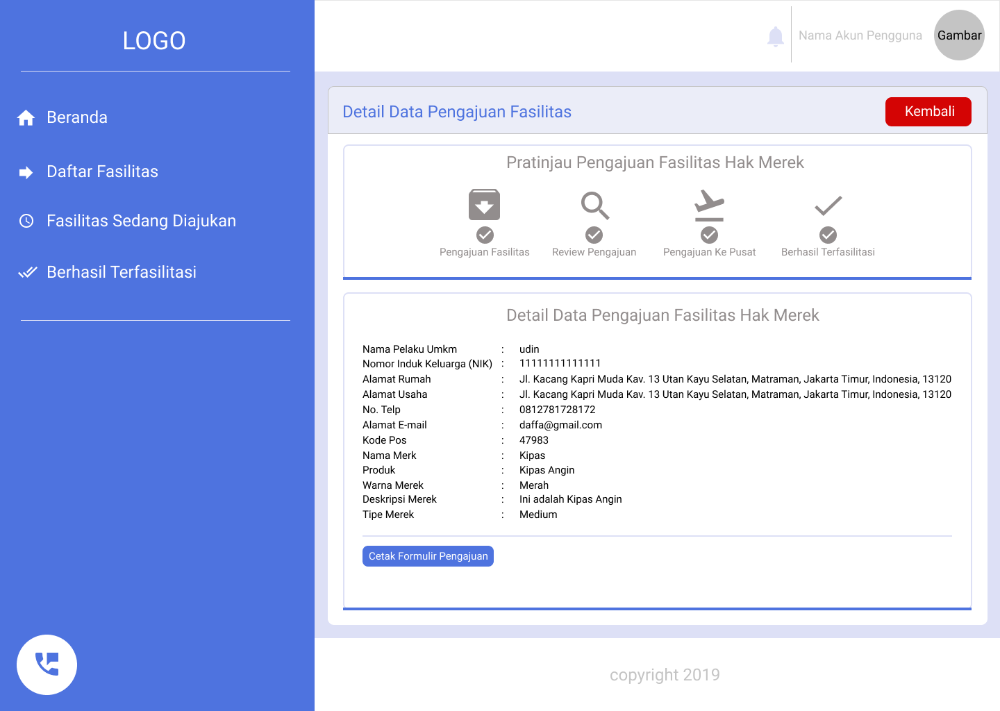 LOGO
Beranda
Daftar Fasilitas
Fasilitas Sedang Diajukan
Berhasil Terfasilitasi
Nama Akun Pengguna
Gambar
Detail Data Pengajuan Fasilitas
Kembali
Pratinjau Pengajuan Fasilitas Hak Merek
Pengajuan Fasilitas Review Pengajuan Pengajuan Ke Pusat Berhasil Terfasilitasi
Detail Data Pengajuan Fasilitas Hak Merek
Nama Pelaku Umkm : udin
Nomor Induk Keluarga (NIK) : 11111111111111
Alamat Rumah : Jl. Kacang Kapri Muda Kav. 13 Utan Kayu Selatan, Matraman, Jakarta Timur, Indonesia, 13120
Alamat Usaha : Jl. Kacang Kapri Muda Kav. 13 Utan Kayu Selatan, Matraman, Jakarta Timur, Indonesia, 13120
No. Telp : 0812781728172
Alamat E-mail : daffa@gmail.com
Kode Pos : 47983
Nama Merk : Kipas
Produk : Kipas Angin
Warna Merek : Merah
Deskripsi Merek : Ini adalah Kipas Angin
Tipe Merek : Medium
Cetak Formulir Pengajuan
copyright 2019